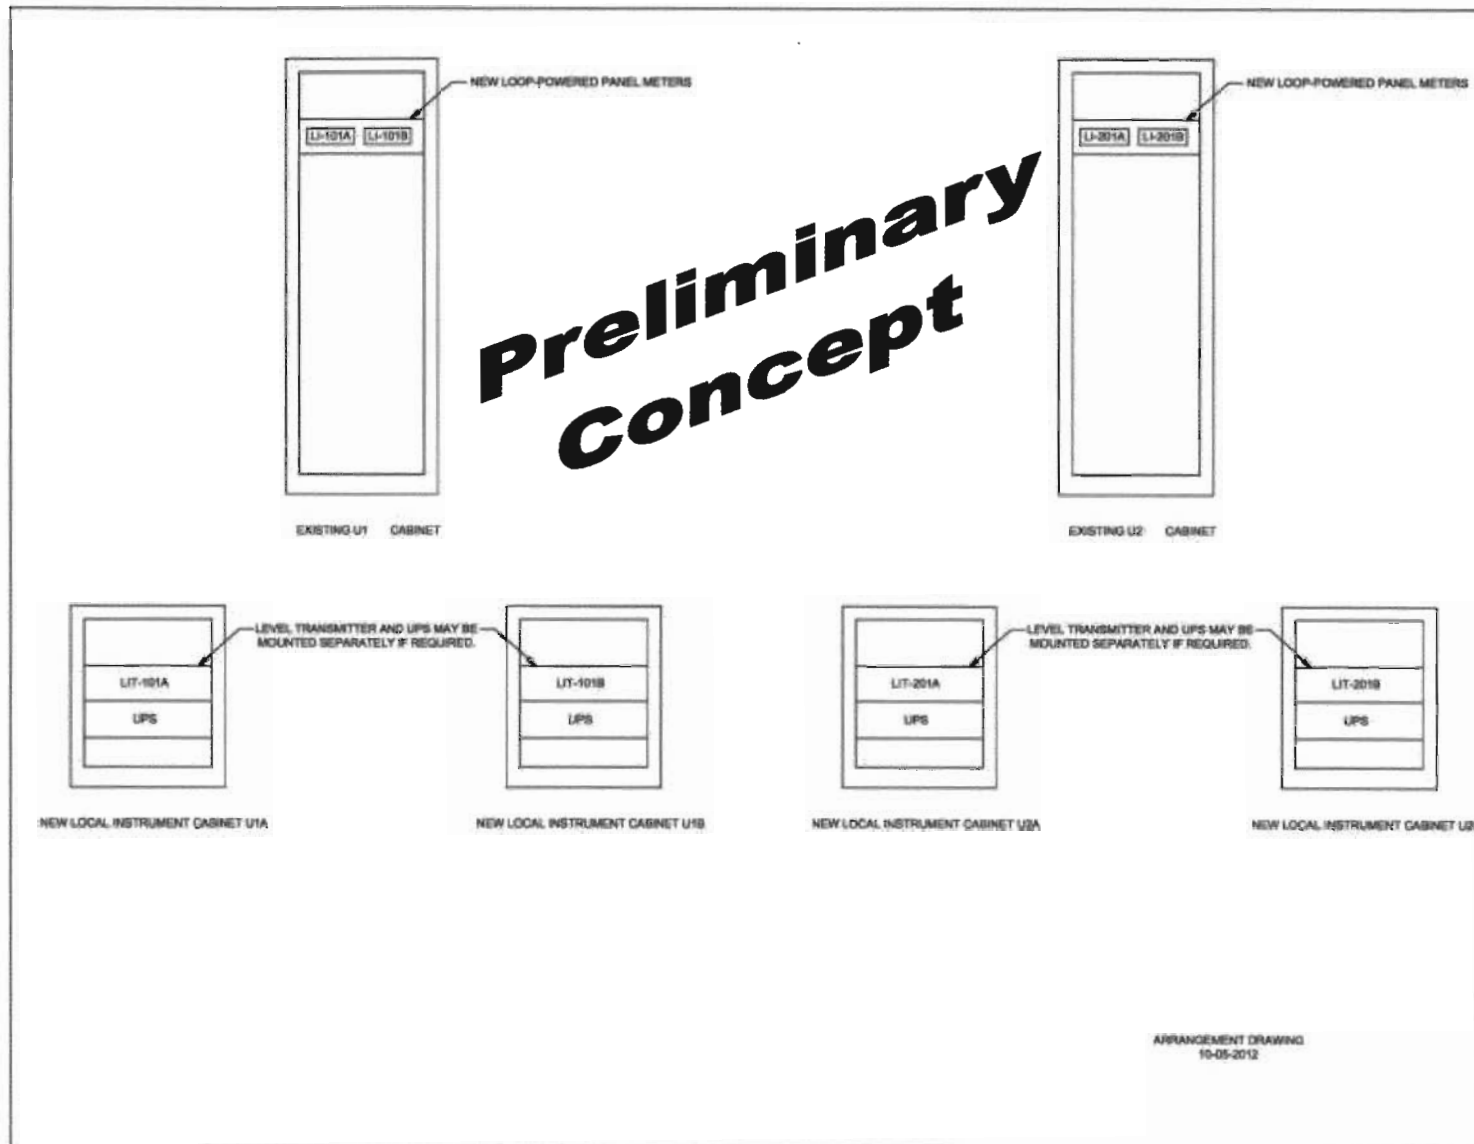 NEW LOOP-POWERED PANEL METERS
LI-101A LI-101B
EXISTING U1 CABINET
NEW LOOP-POWERED PANEL METERS
LI-201A LI-201B
EXISTING U2 CABINET
Preliminary
Concept
LEVEL TRANSMITTER AND UPS MAY BE
MOUNTED SEPARATELY IF REQUIRED.
LIT-101A
UPS
NEW LOCAL INSTRUMENT CABINET U1A
LIT-101B
UPS
NEW LOCAL INSTRUMENT CABINET U1B
LEVEL TRANSMITTER AND UPS MAY BE
MOUNTED SEPARATELY IF REQUIRED.
LIT-201A
UPS
NEW LOCAL INSTRUMENT CABINET U2A
LIT-201B
UPS
NEW LOCAL INSTRUMENT CABINET
ARRANGEMENT DRAWING
10-05-2012